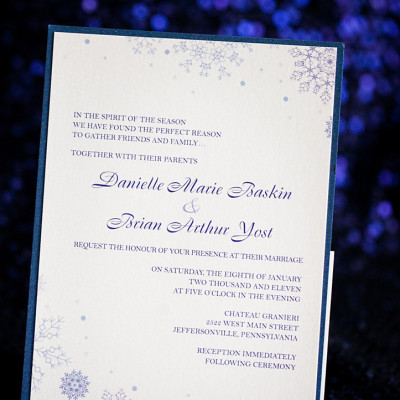 IN THE SPIRIT OF THE SEASON
WE HAVE FOUND THE PERFECT REASON
TO GATHER FRIENDS AND FAMILY...
TOGETHER WITH THEIR PARENTS
Danielle Marie Baskin
&
Brian Arthur Yost
REQUEST THE HONOUR OF YOUR PRESENCE AT THEIR MARRIAGE
ON SATURDAY, THE EIGHTH OF JANUARY
TWO THOUSAND AND ELEVEN
AT FIVE O'CLOCK IN THE EVENING
CHATEAU GRANIERI
2522 WEST MAIN STREET
JEFFERSONVILLE, PENNSYLVANIA
RECEPTION IMMEDIATELY
FOLLOWING CEREMONY